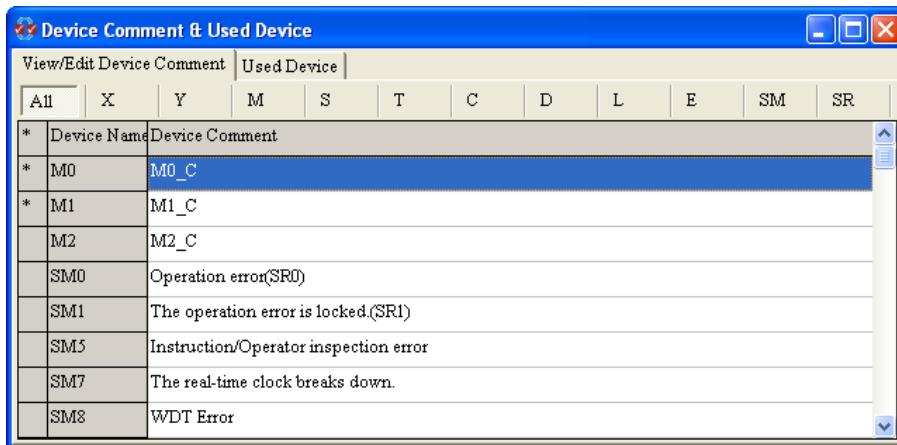 Device Comment & Used Device
View/Edit Device Comment Used Device
All X Y M S T C D L E SM SR
* Device Name Device Comment
* M0 M0_C
* M1 M1_C
M2 M2_C
SM0 Operation error(SR0)
SM1 The operation error is locked.(SR1)
SM5 Instruction/Operator inspection error
SM7 The real-time clock breaks down.
SM8 WDT Error